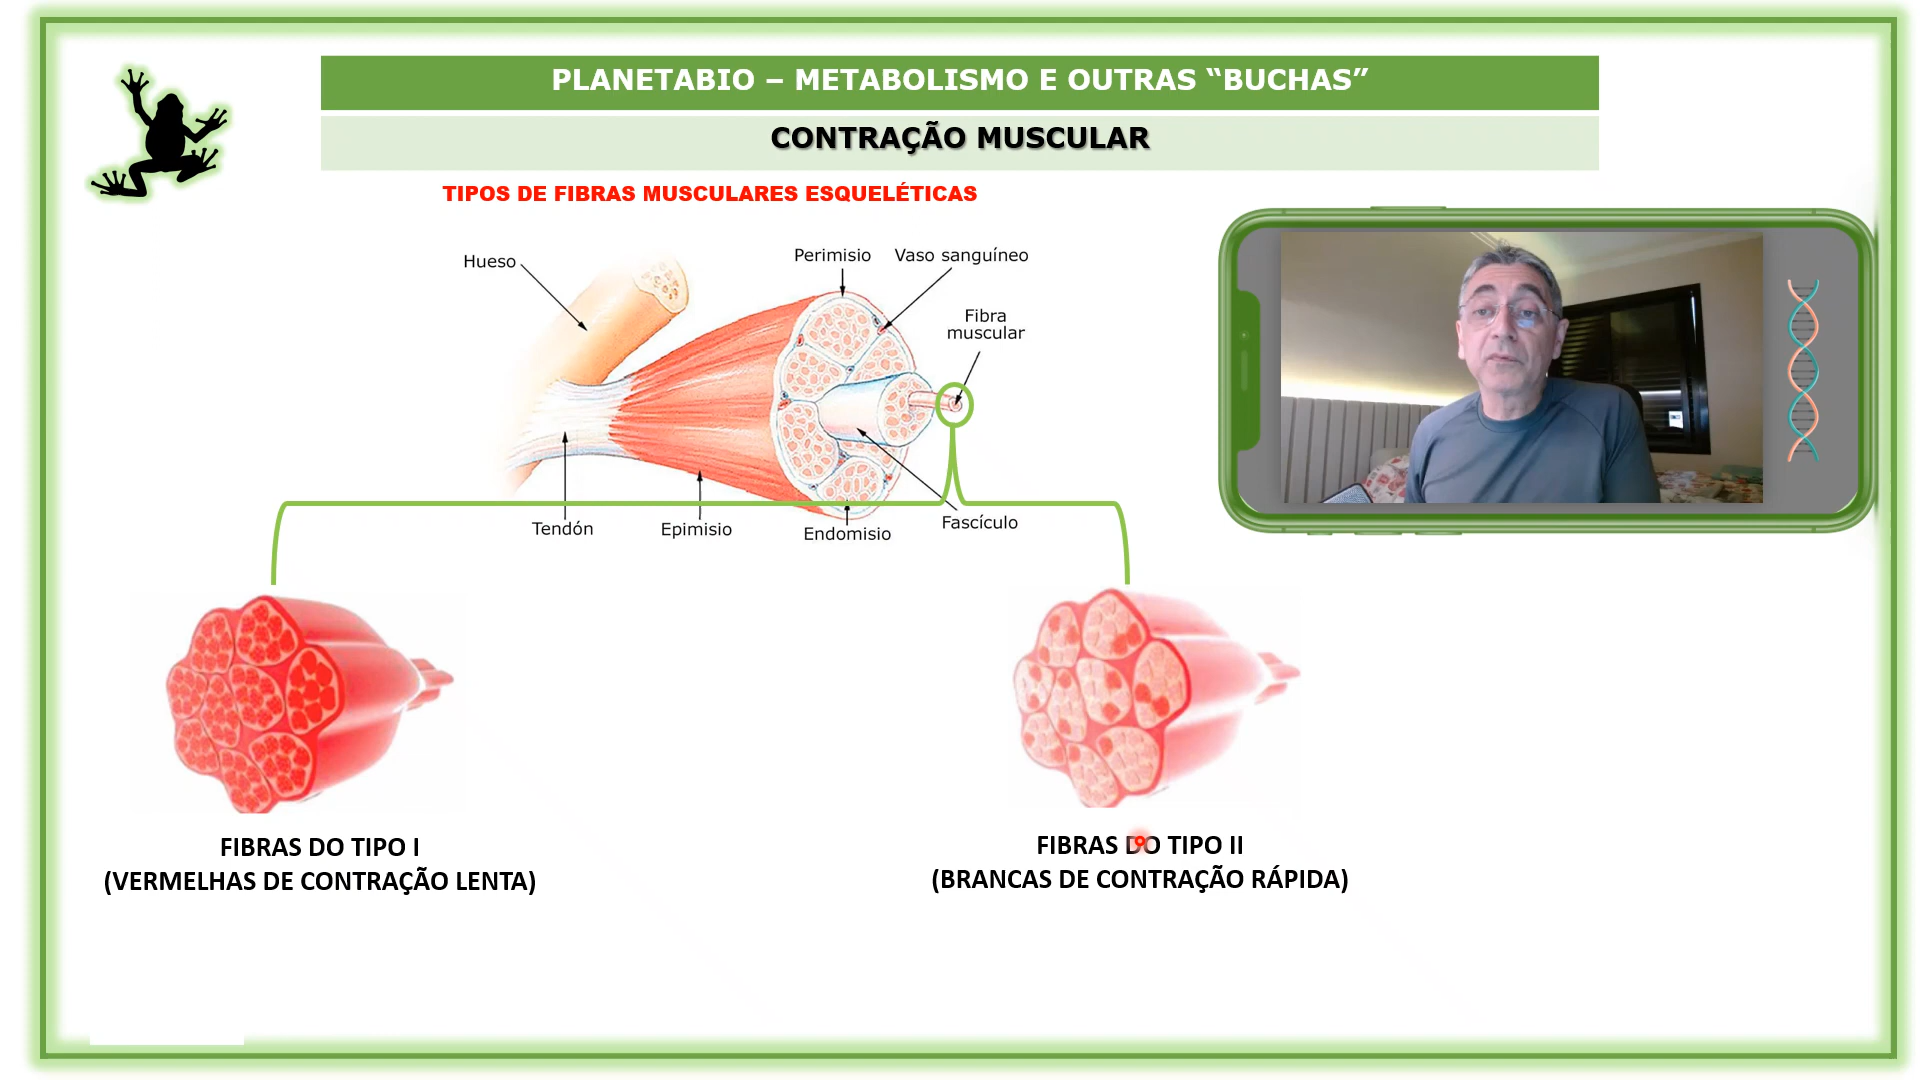 PLANETABIO – METABOLISMO E OUTRAS “BUCHAS”
CONTRAÇÃO MUSCULAR
TIPOS DE FIBRAS MUSCULARES ESQUELÉTICAS
Hueso
Perimisio
Vaso sanguíneo
Fibra
muscular
Tendón
Epimisio
Endomisio
Fascículo
FIBRAS DO TIPO I
(VERMELHAS DE CONTRAÇÃO LENTA)
FIBRAS DO TIPO II
(BRANCAS DE CONTRAÇÃO RÁPIDA)